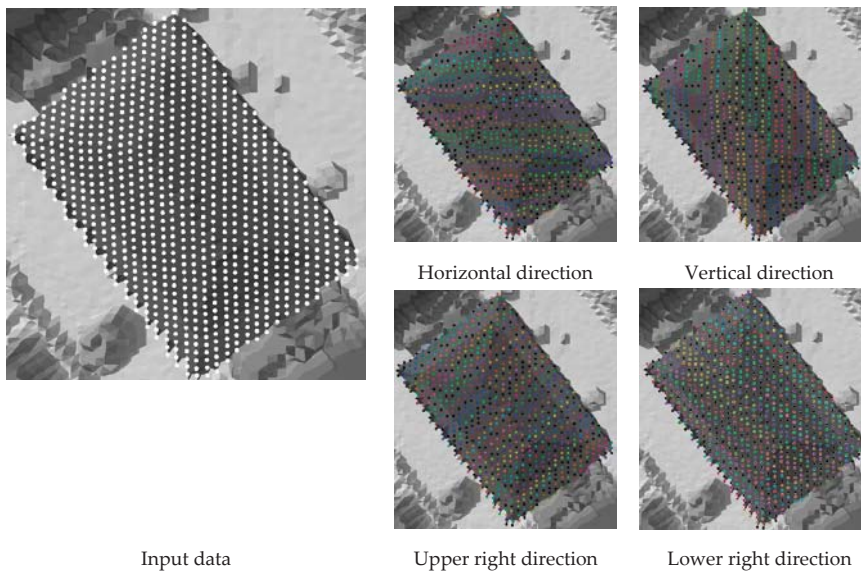 Horizontal direction
Vertical direction
Input data
Upper right direction
Lower right direction